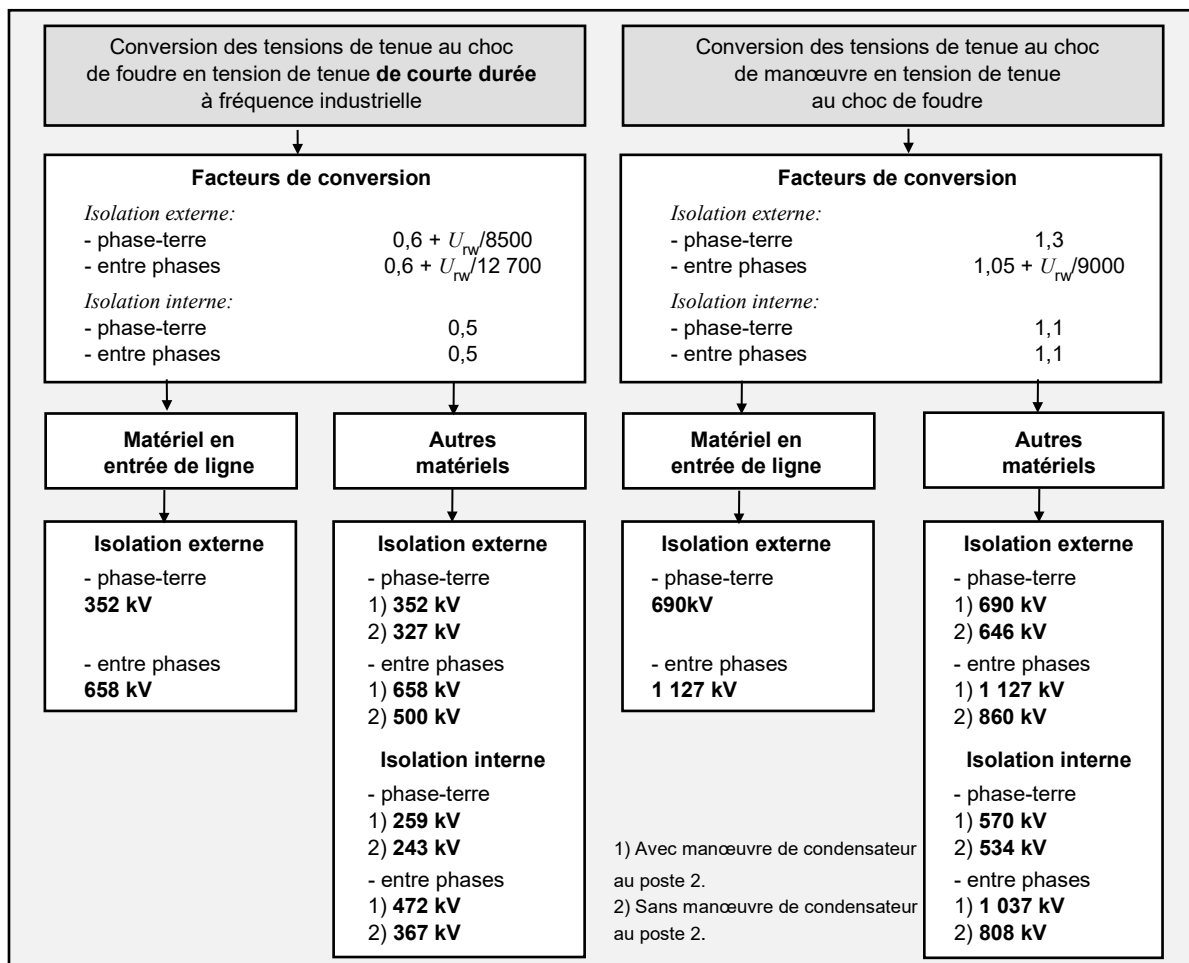 Conversion des tensions de tenue au choc
de foudre en tension de tenue de courte durée
à fréquence industrielle
Conversion des tensions de tenue au choc
de manœuvre en tension de tenue
au choc de foudre
Facteurs de conversion
Isolation externe:
- phase-terre 0,6 + Urw/8500
- entre phases 0,6 + Urw/12 700
Isolation interne:
- phase-terre 0,5
- entre phases 0,5
Facteurs de conversion
Isolation externe:
- phase-terre 1,3
- entre phases 1,05 + Urw/9000
Isolation interne:
- phase-terre 1,1
- entre phases 1,1
Matériel en
entrée de ligne
Autres
matériels
Matériel en
entrée de ligne
Autres
matériels
Isolation externe
- phase-terre
352 kV
- entre phases
658 kV
Isolation externe
- phase-terre
1) 352 kV
2) 327 kV
- entre phases
1) 658 kV
2) 500 kV
Isolation interne
- phase-terre
1) 259 kV
2) 243 kV
- entre phases
1) 472 kV
2) 367 kV
Isolation externe
- phase-terre
690kV
- entre phases
1 127 kV
Isolation externe
- phase-terre
1) 690 kV
2) 646 kV
- entre phases
1) 1 127 kV
2) 860 kV
Isolation interne
- phase-terre
1) 570 kV
2) 534 kV
- entre phases
1) 1 037 kV
2) 808 kV
1) Avec manœuvre de condensateur
au poste 2.
2) Sans manœuvre de condensateur
au poste 2.